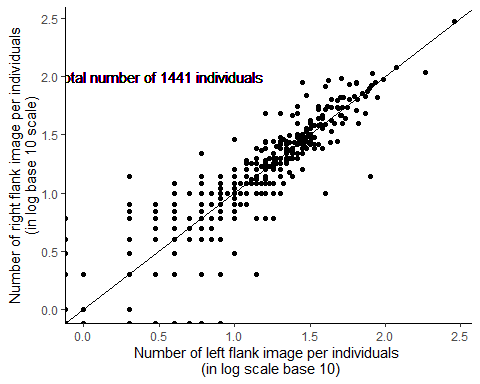 2.5
2.0
1.5
1.0
0.5
0.0
Number of right flank image per individuals
(in log base 10 scale)
otal number of 1441 individuals
0.0 0.5 1.0 1.5 2.0 2.5
Number of left flank image per individuals
(in log scale base 10)